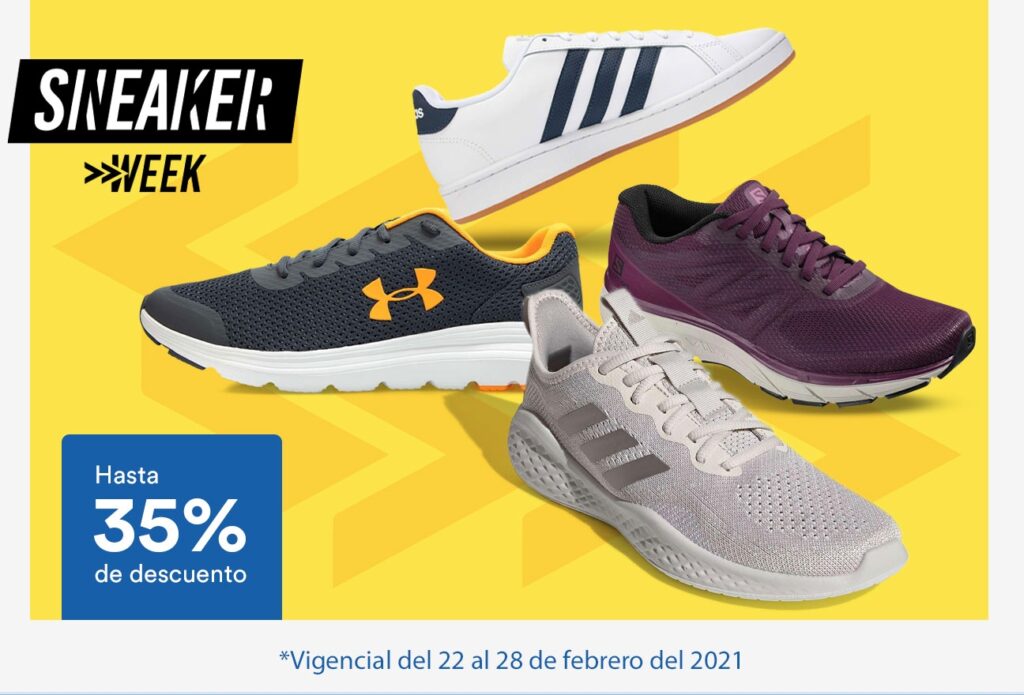 SNEAKER
WEEK
Hasta
35%
de descuento
*Vigencial del 22 al 28 de febrero del 2021